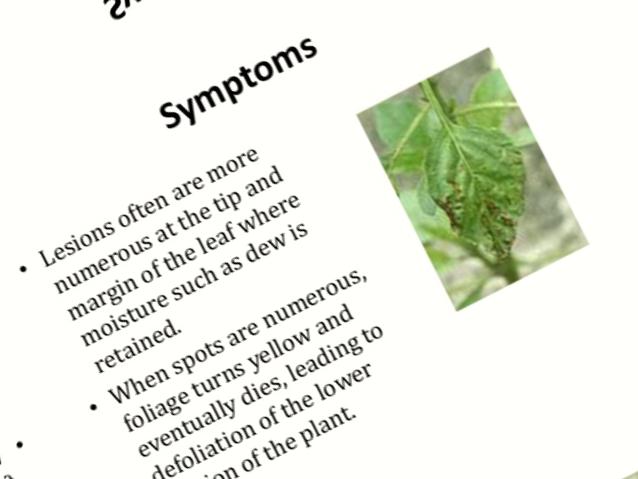 Symptoms
• Lesions often are more
numerous at the tip and
margin of the leaf where
moisture such as dew is
retained.
• When spots are numerous,
foliage turns yellow and
eventually dies, leading to
defoliation of the lower
of the plant.
•